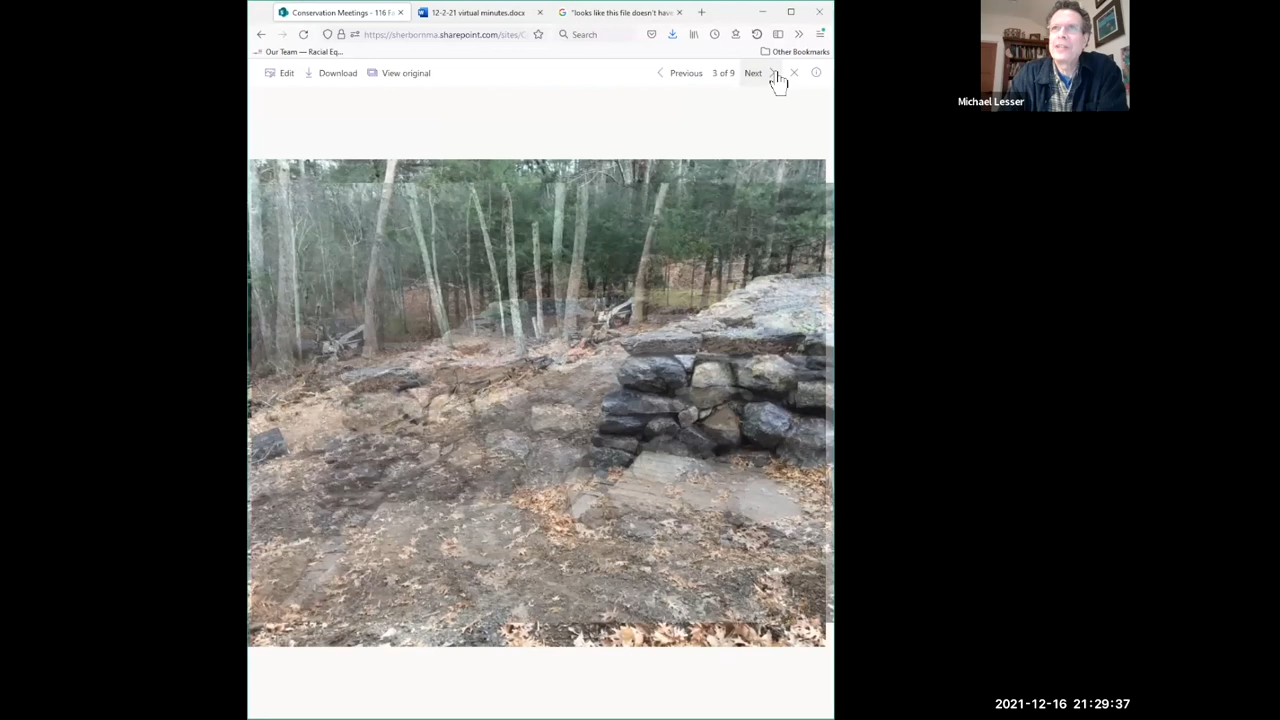 Conservation Meetings - 116 Fa
12-2-21 virtual minutes.docx
"looks like this file doesn't have
https://sherbornma.sharepoint.com/sites/C
Search
Our Team — Racial Eq...
Other Bookmarks
Edit
Download
View original
Previous
3 of 9
Next
Michael Lesser
2021-12-16 21:29:37